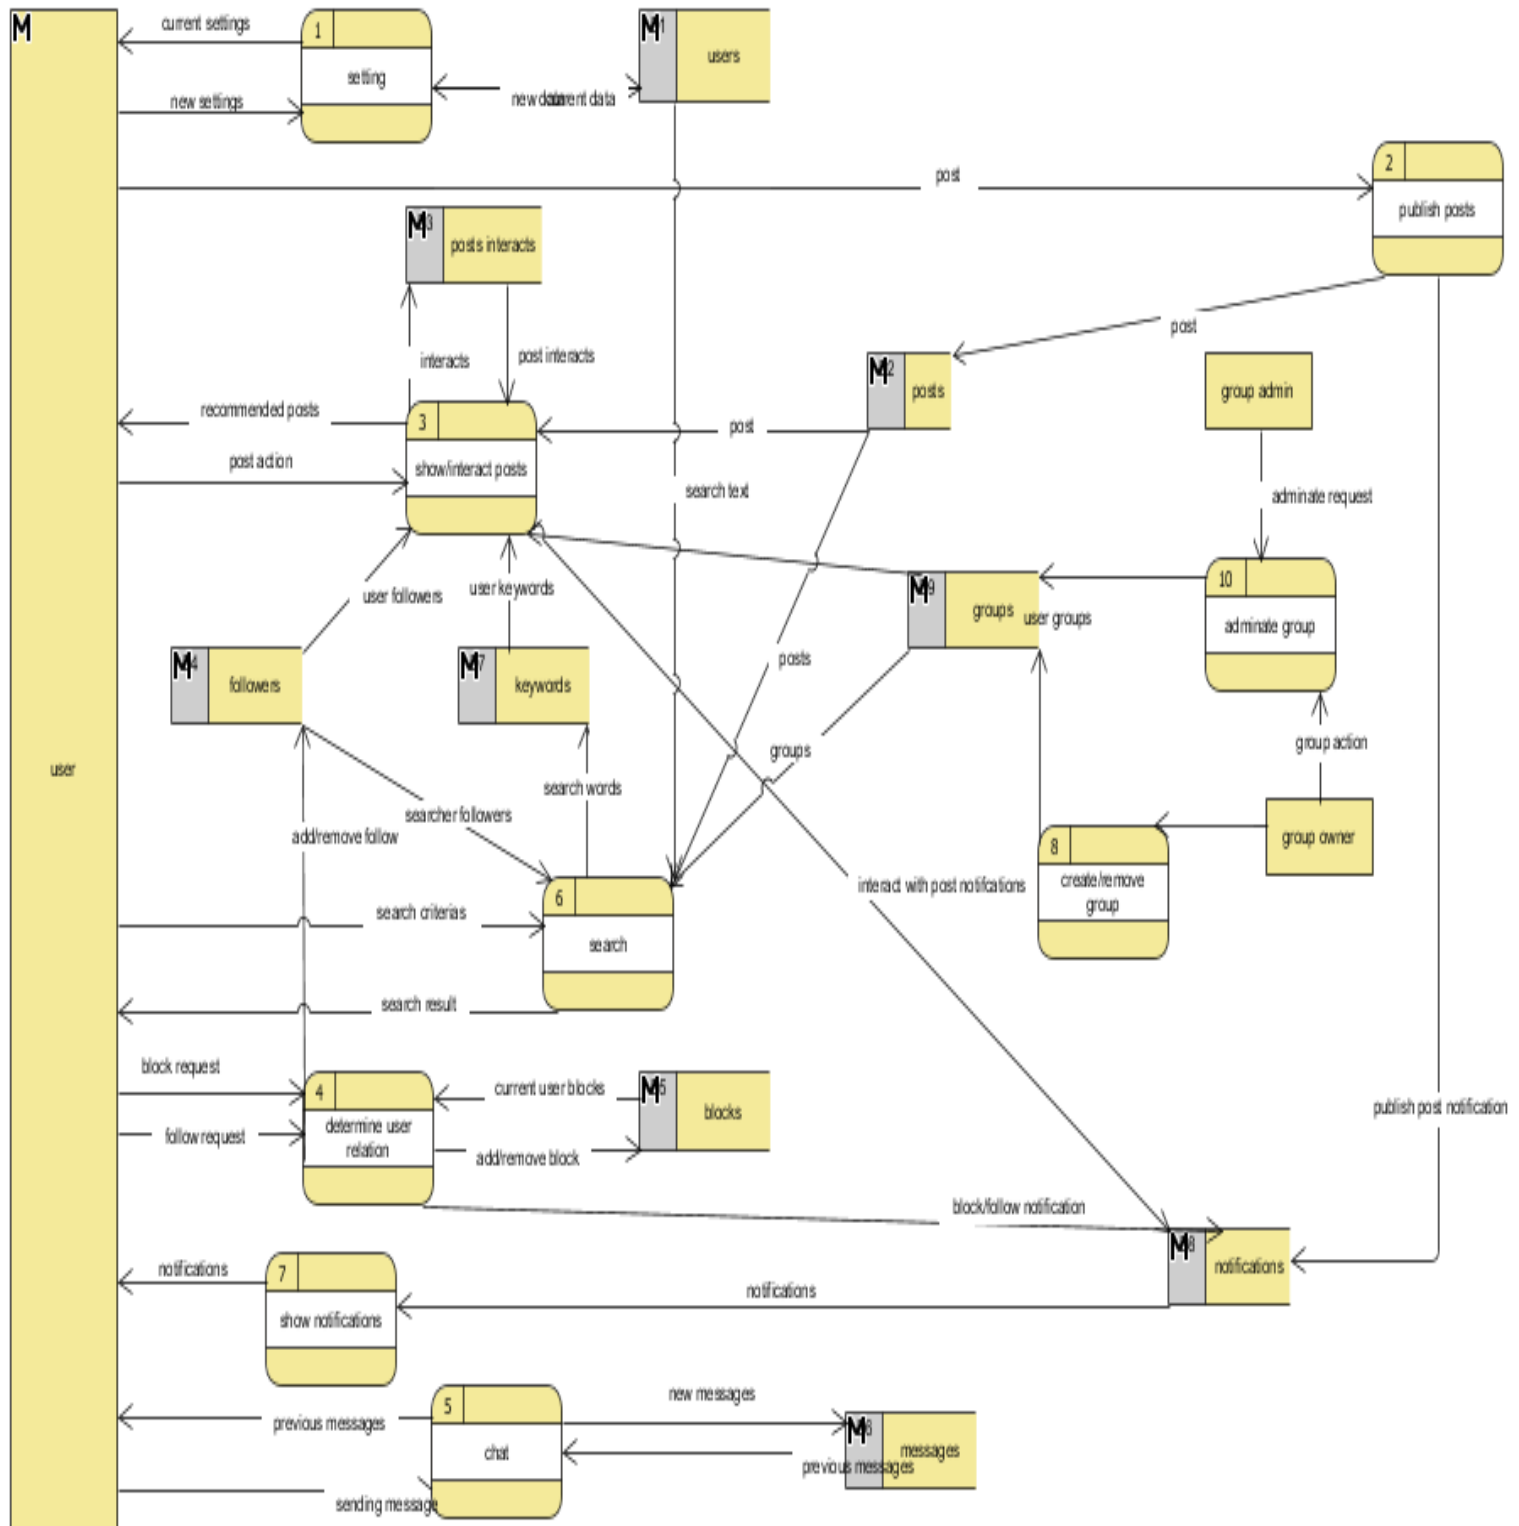 M
current settings
1
setting
new settings
new data
current data
M1
users
post
2
publish posts
M3
posts interacts
interacts
post interacts
post
M2
posts
group admin
recommended posts
3
show/interact posts
post action
post
search text
adminate request
user followers
user keywords
M9
groups
user groups
10
adminate group
M4
followers
M7
keywords
posts
user
groups
group action
search words
searcher followers
add/remove follow
group owner
8
create/remove
group
interact with post notifcations
6
search
search criterias
search result
block request
4
determine user
relation
follow request
current user blocks
M5
blocks
add/remove block
publish post notification
block/follow notification
M8
notifications
notifications
7
show notifications
notifications
new messages
5
chat
previous messages
M6
messages
previous messages
sending message